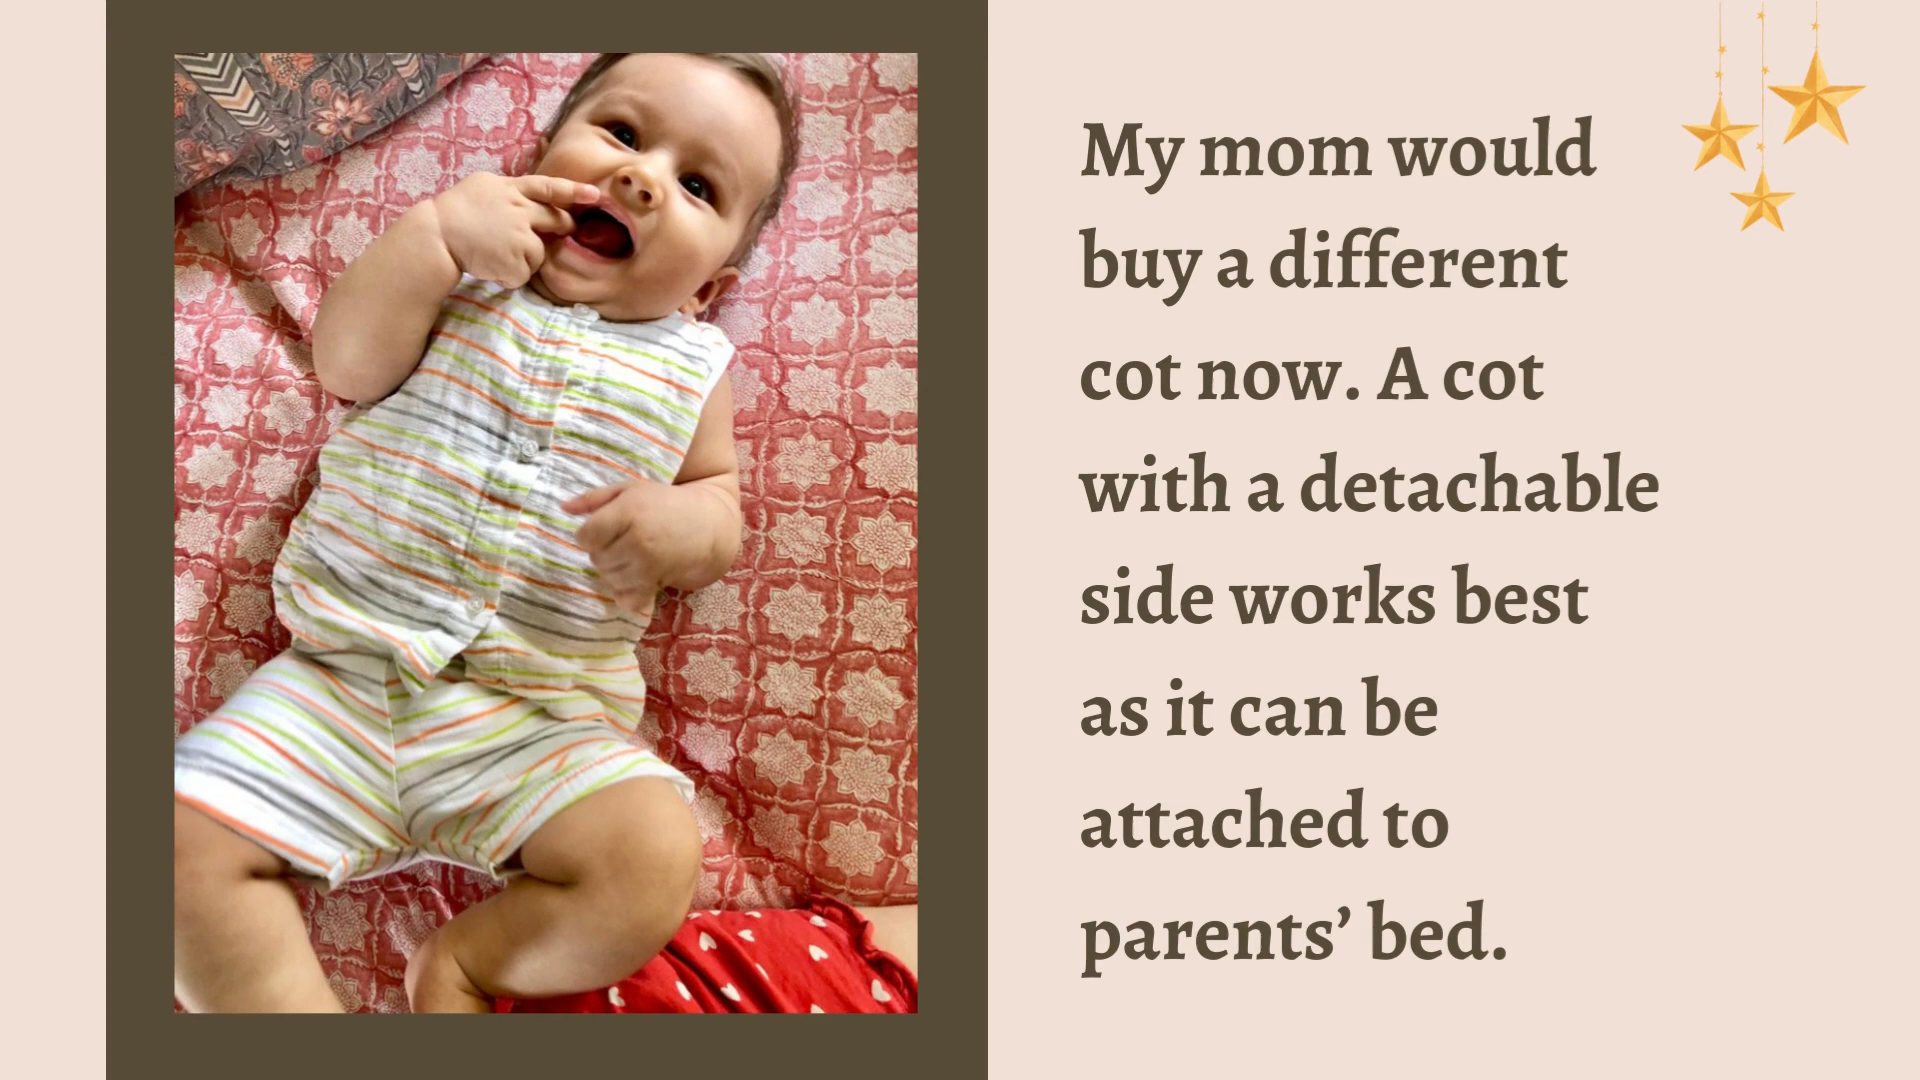 My mom would
buy a different
cot now. A cot
with a detachable
side works best
as it can be
attached to
parents’ bed.